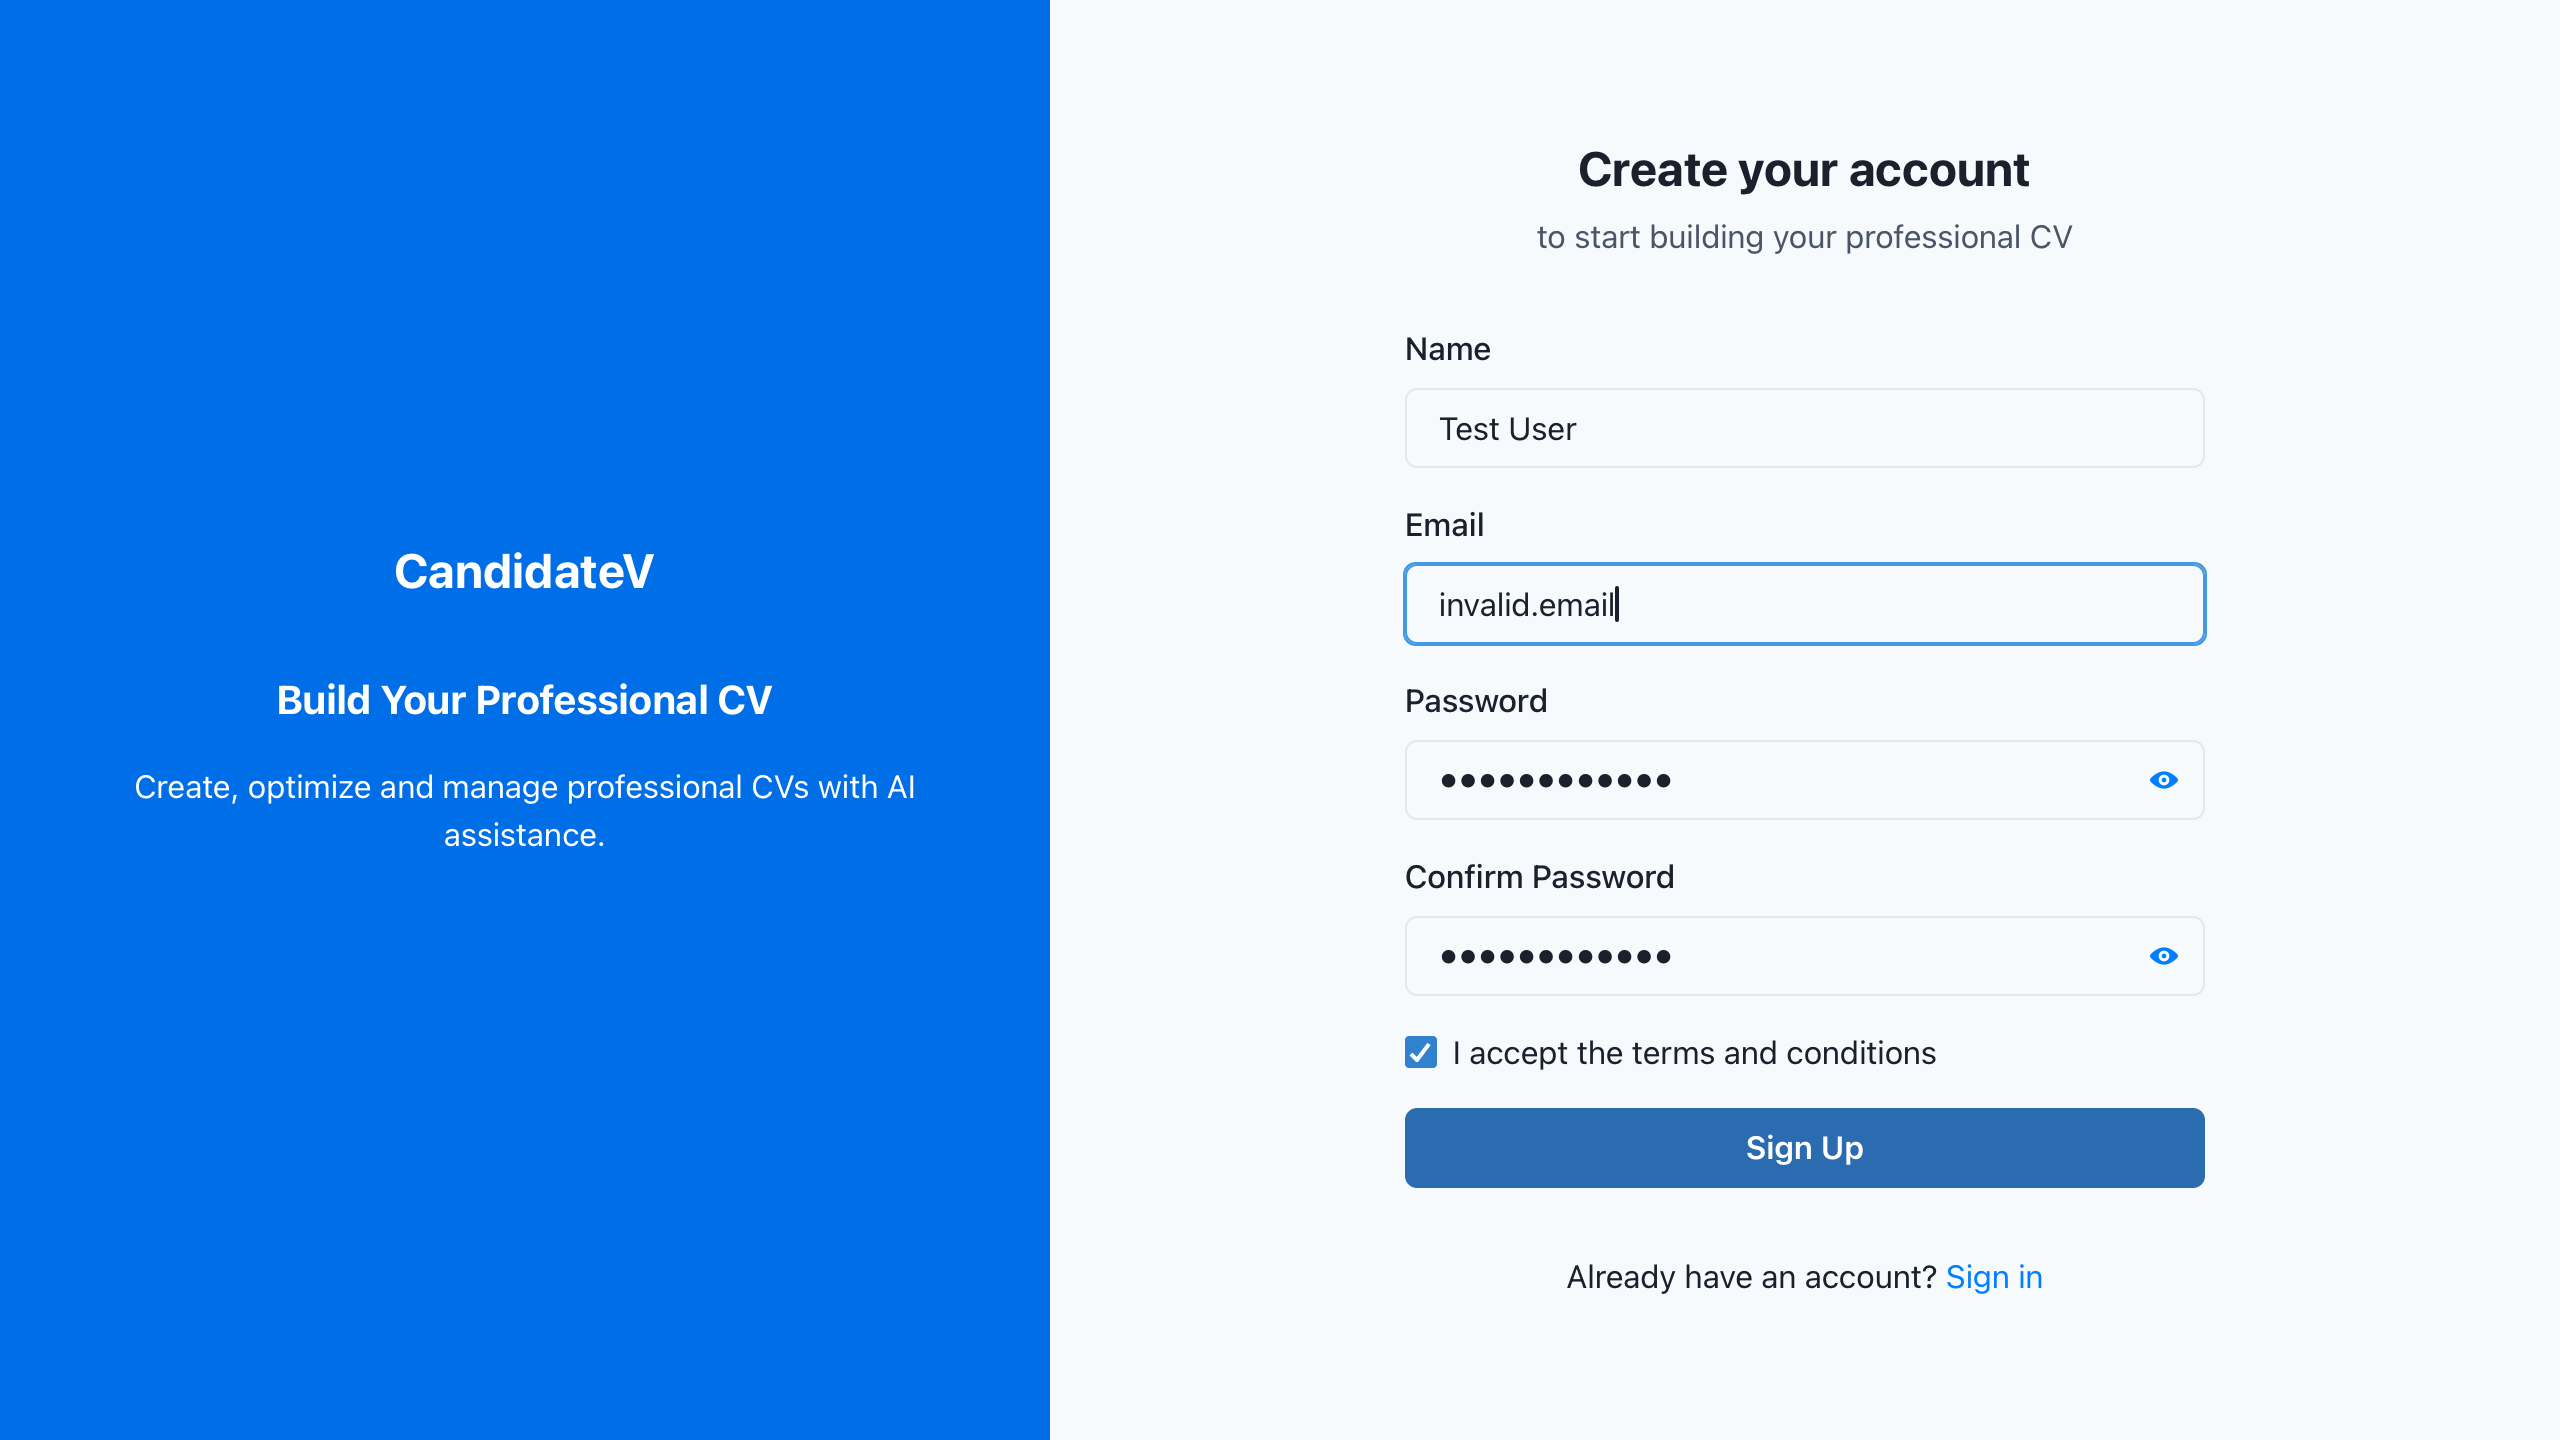 CandidateV
Build Your Professional CV
Create, optimize and manage professional CVs with AI
assistance.
Create your account
to start building your professional CV
Name
Test User
Email
invalid.email
Password
••••••••••••
Confirm Password
••••••••••••
I accept the terms and conditions
Sign Up
Already have an account? Sign in